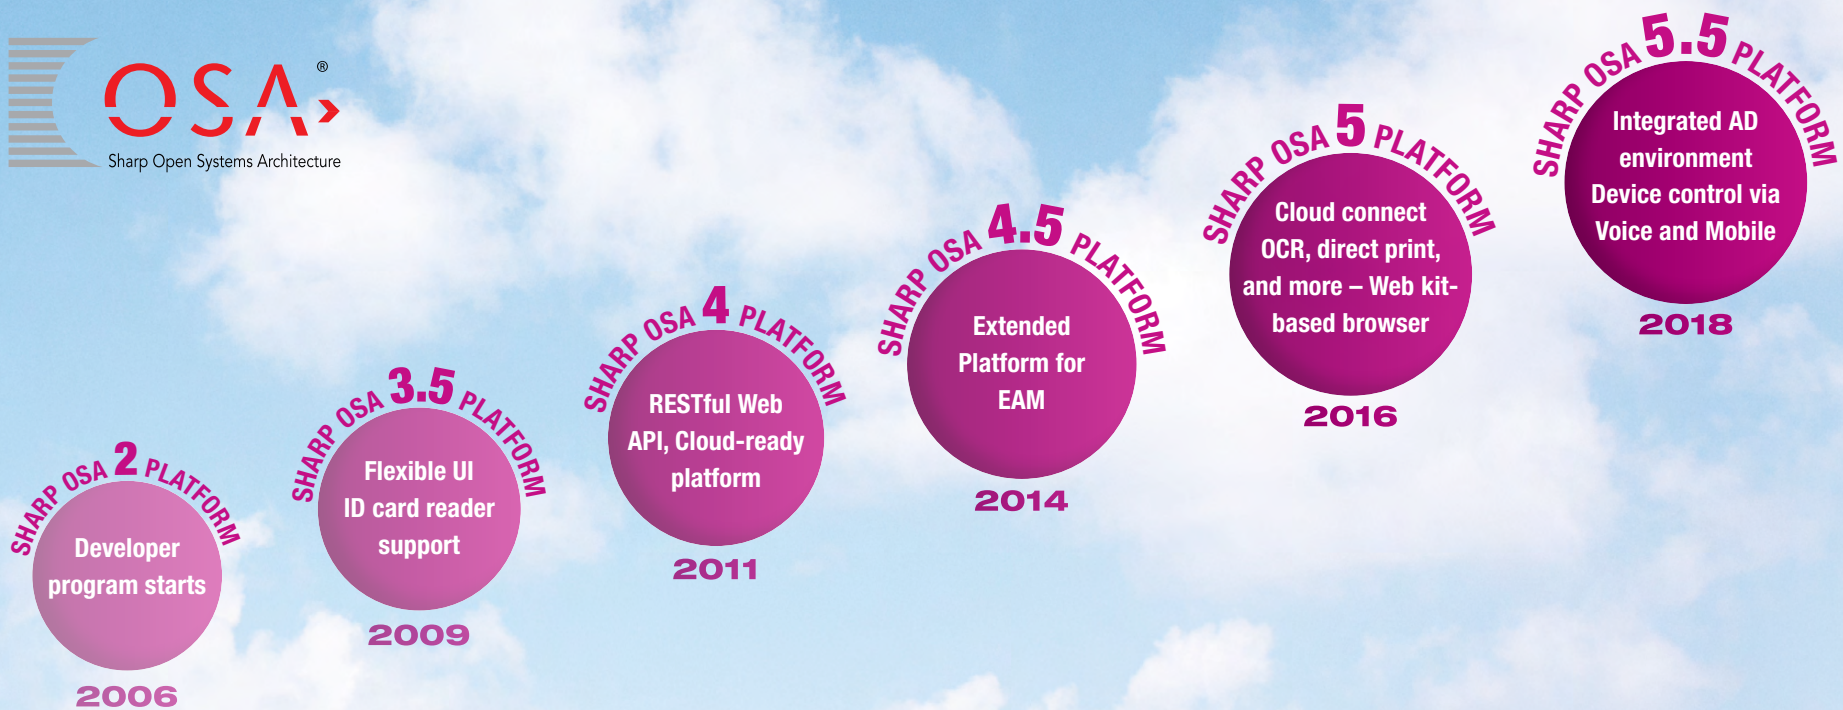 OSA®
Sharp Open Systems Architecture
SHARP OSA 2 PLATFORM
Developer
program starts
2006
SHARP OSA 3.5 PLATFORM
Flexible UI
ID card reader
support
2009
SHARP OSA 4 PLATFORM
RESTful Web
API, Cloud-ready
platform
2011
SHARP OSA 4.5 PLATFORM
Extended
Platform for
EAM
2014
SHARP OSA 5 PLATFORM
Cloud connect
OCR, direct print,
and more – Web kit-
based browser
2016
SHARP OSA 5.5 PLATFORM
Integrated AD
environment
Device control via
Voice and Mobile
2018